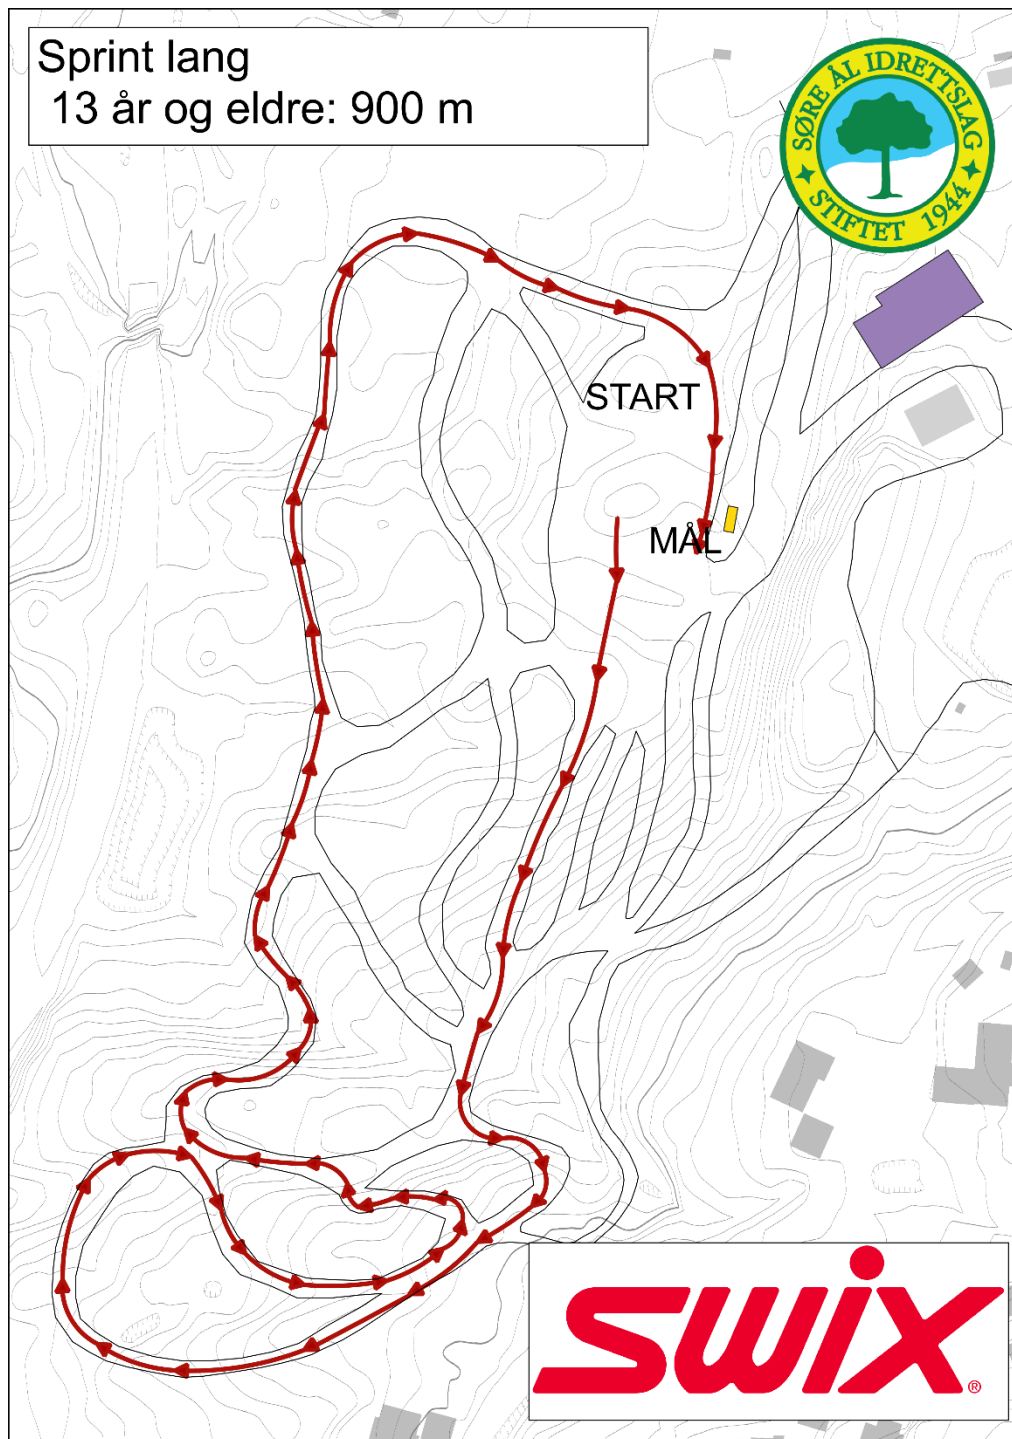 Sprint lang
13 år og eldre: 900 m
SØRE ÅL IDRETTSLAG
STIFTET 1944
START
MÅL
SWIX®